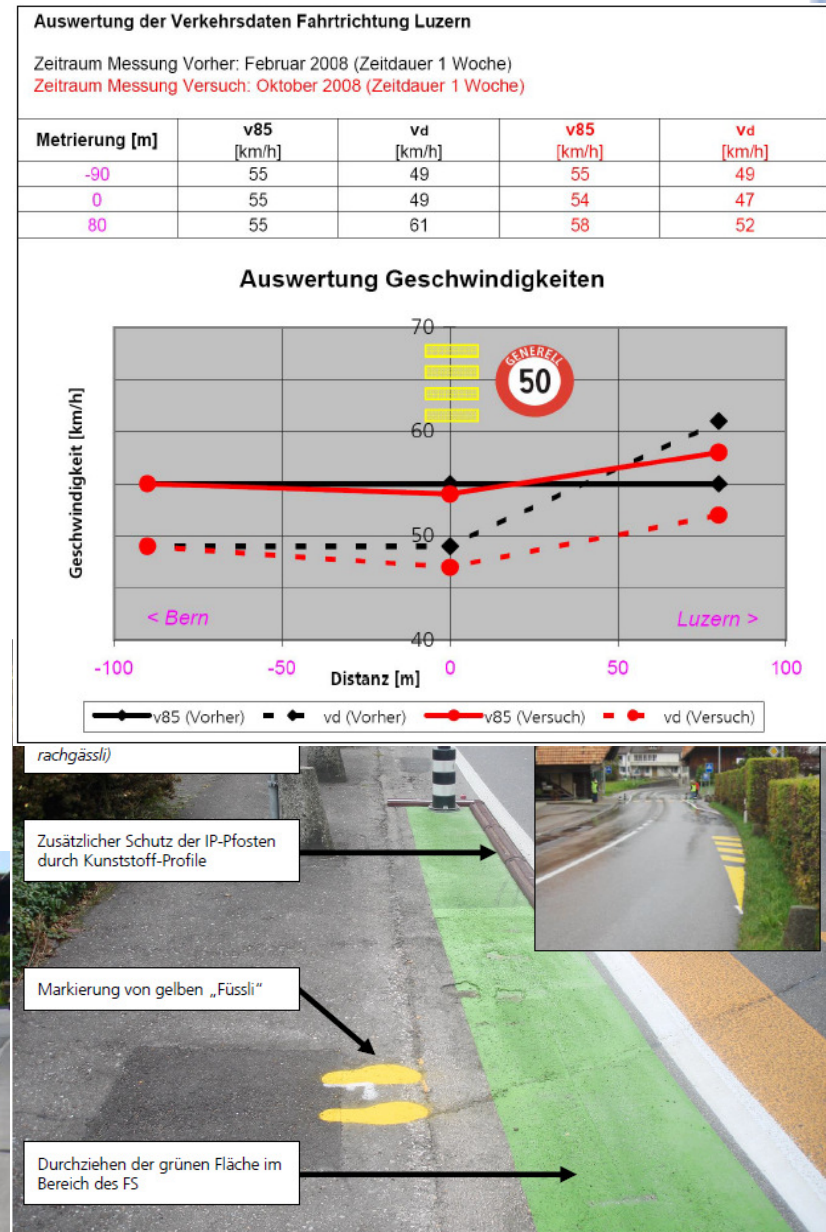 Auswertung der Verkehrsdaten Fahrtrichtung Luzern
Zeitraum Messung Vorher: Februar 2008 (Zeitdauer 1 Woche)
Zeitraum Messung Versuch: Oktober 2008 (Zeitdauer 1 Woche)
Metrierung [m] v85 [km/h] vd [km/h] v85 [km/h] vd [km/h]
-90 55 49 55 49
0 55 49 54 47
80 55 61 58 52
Auswertung Geschwindigkeiten
Geschwindigkeit [km/h]
70
60
50
40
GENERELL
50
< Bern
Luzern >
-100 -50 0 50 100
Distanz [m]
v85 (Vorher) vd (Vorher) v85 (Versuch) vd (Versuch)
rachgässli)
Zusätzlicher Schutz der IP-Pfosten
durch Kunststoff-Profile
Markierung von gelben „Füssli“
Durchziehen der grünen Fläche im
Bereich des FS